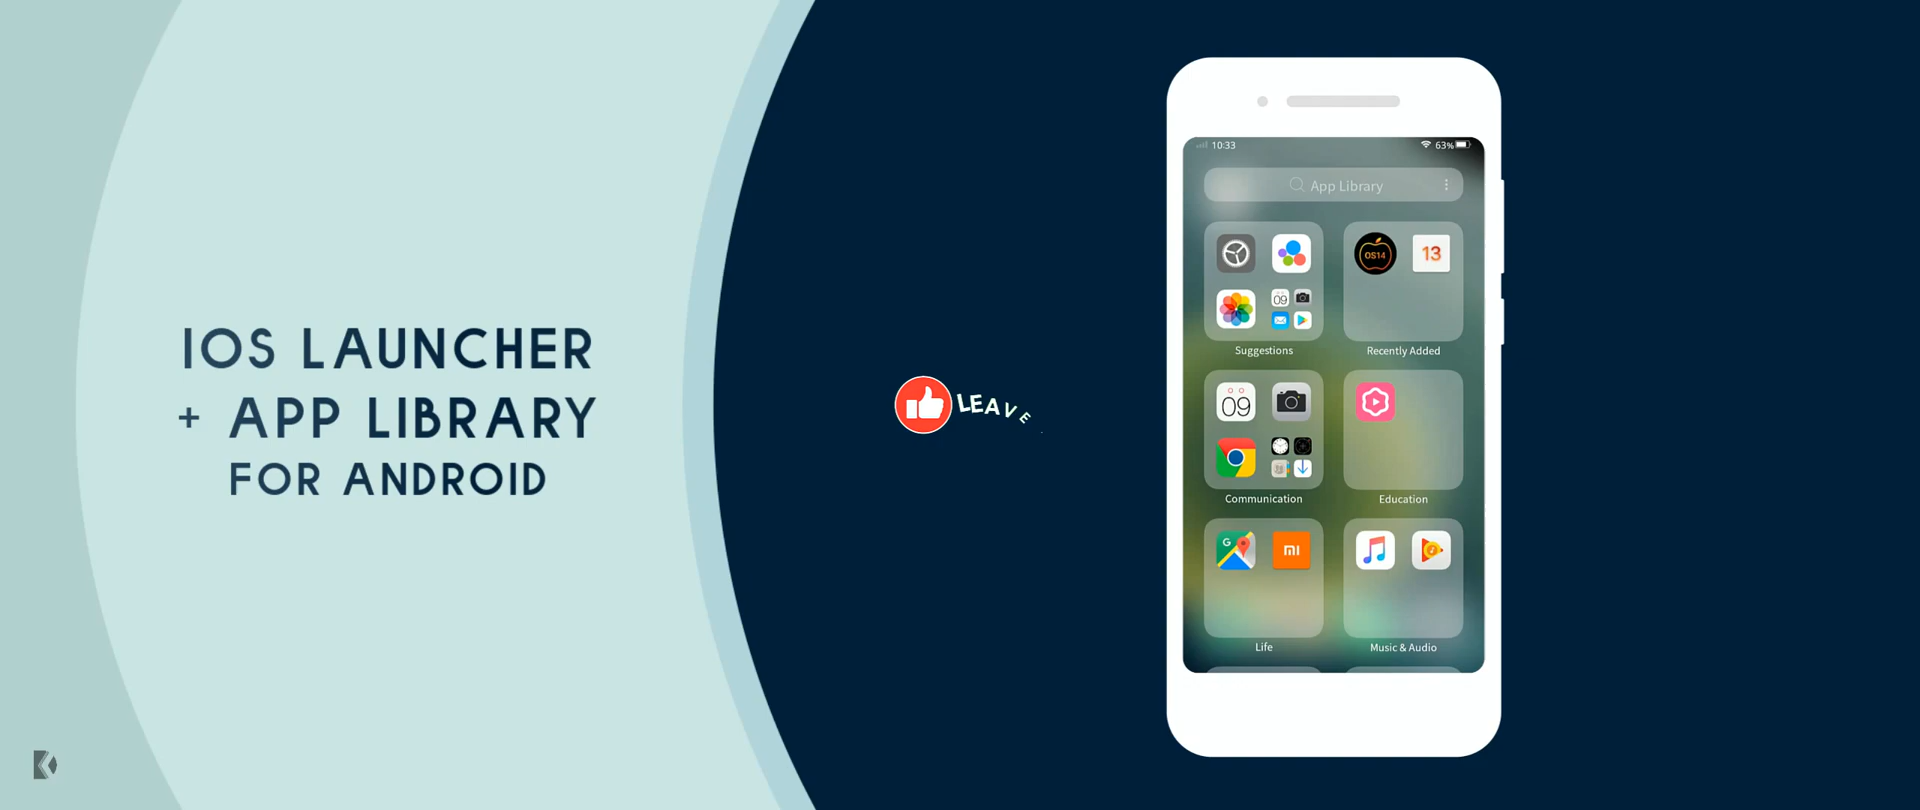 IOS LAUNCHER
+ APP LIBRARY
FOR ANDROID
LEAVE
10:33
63%
App Library
OS14
13
09
Suggestions
Recently Added
09
Communication
Education
G
mi
Life
Music & Audio